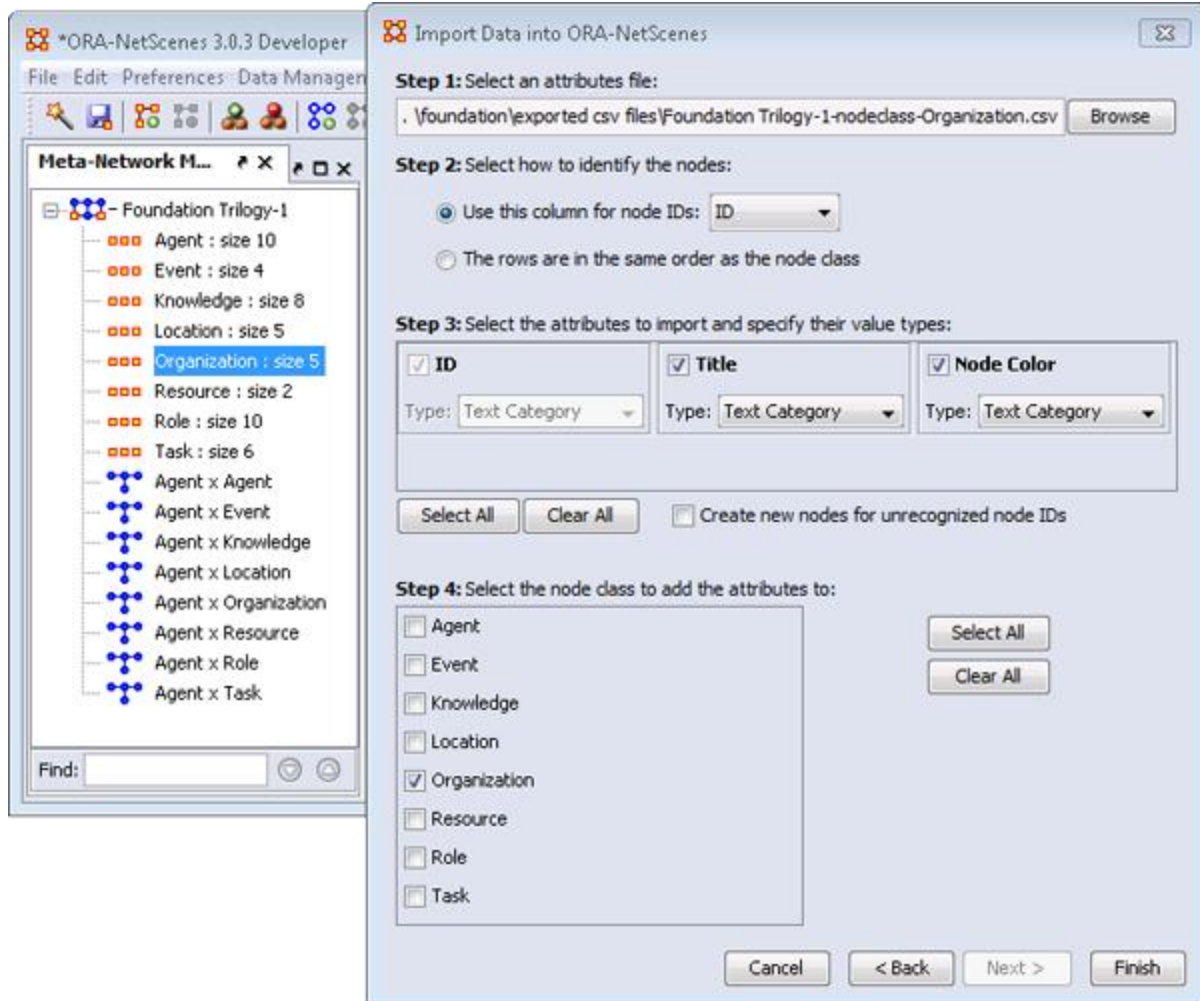 *ORA-NetScenes 3.0.3 Developer
File Edit Preferences Data Managen
Meta-Network M...
Foundation Trilogy-1
Agent : size 10
Event : size 4
Knowledge : size 8
Location : size 5
Organization : size 5
Resource : size 2
Role : size 10
Task : size 6
Agent x Agent
Agent x Event
Agent x Knowledge
Agent x Location
Agent x Organization
Agent x Resource
Agent x Role
Agent x Task
Find:
Import Data into ORA-NetScenes
Step 1: Select an attributes file:
. \foundation\exported csv files\Foundation Trilogy-1-nodeclass-Organization.csv Browse
Step 2: Select how to identify the nodes:
Use this column for node IDs: ID
The rows are in the same order as the node class
Step 3: Select the attributes to import and specify their value types:
ID Title Node Color
Type: Text Category Type: Text Category Type: Text Category
Select All Clear All Create new nodes for unrecognized node IDs
Step 4: Select the node class to add the attributes to:
Agent
Event
Knowledge
Location
Organization
Resource
Role
Task
Select All
Clear All
Cancel < Back Next > Finish